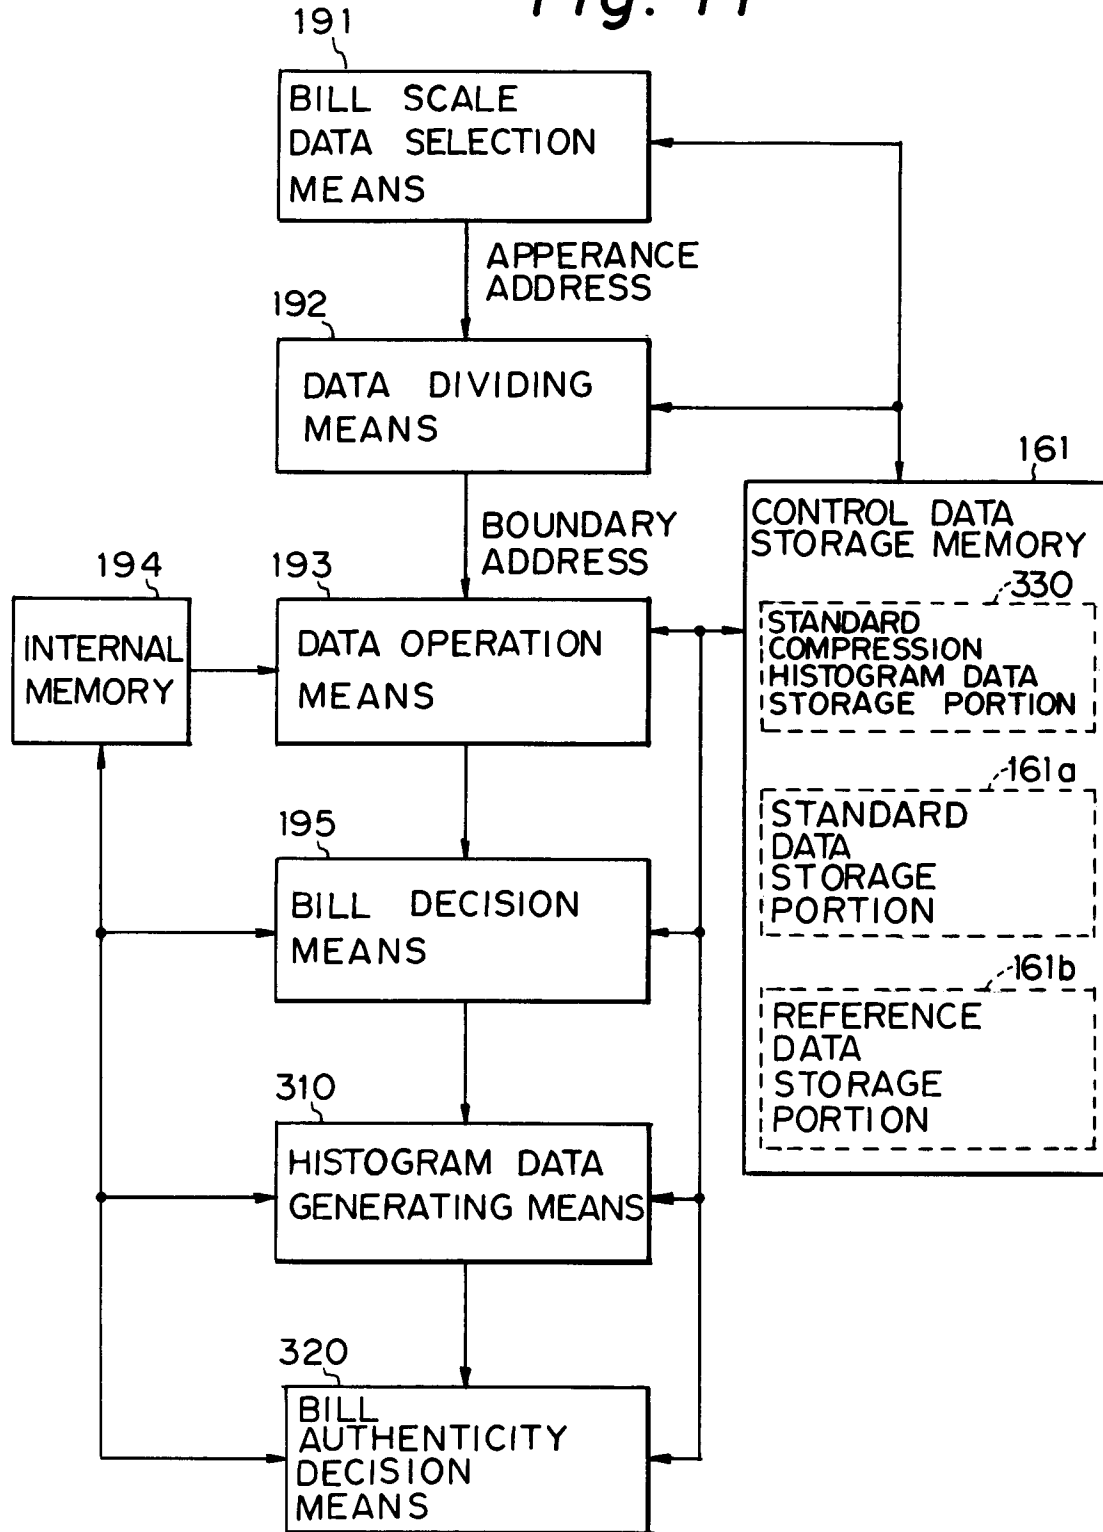 Fig. 11
191
BILL SCALE
DATA SELECTION
MEANS
APPERANCE
ADDRESS
192
DATA DIVIDING
MEANS
BOUNDARY
ADDRESS
194
INTERNAL
MEMORY
193
DATA OPERATION
MEANS
195
BILL DECISION
MEANS
310
HISTOGRAM DATA
GENERATING MEANS
320
BILL
AUTHENTICITY
DECISION
MEANS
161
CONTROL DATA
STORAGE MEMORY
330
STANDARD
COMPRESSION
HISTOGRAM DATA
STORAGE PORTION
161a
STANDARD
DATA
STORAGE
PORTION
161b
REFERENCE
DATA
STORAGE
PORTION